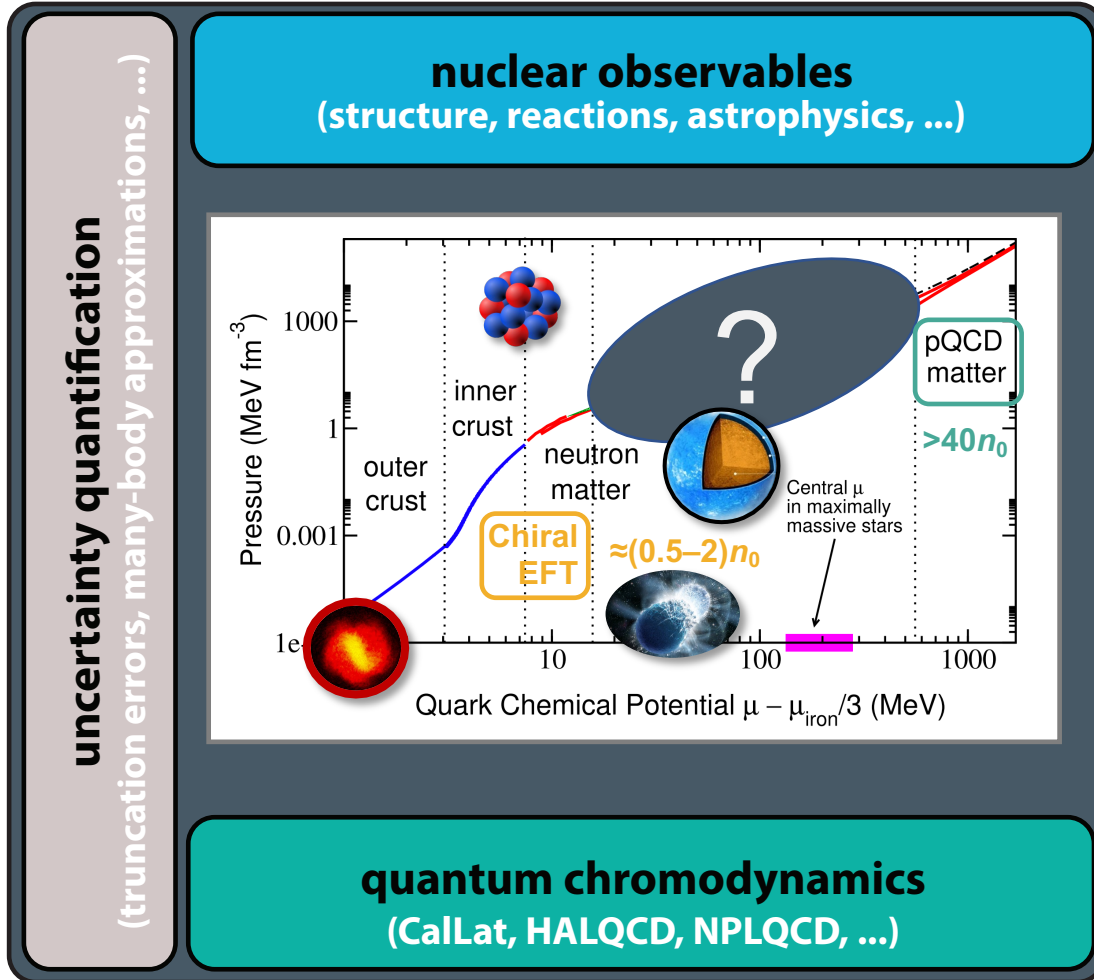 uncertainty quantification
(truncation errors, many-body approximations, ...)
nuclear observables
(structure, reactions, astrophysics, ...)
Pressure (MeV fm⁻³)
1000
1
0.001
1e
outer
crust
inner
crust
neutron
matter
Chiral
EFT
≈(0.5–2)n₀
?
pQCD
matter
>40n₀
Central μ
in maximally
massive stars
10
100
1000
Quark Chemical Potential μ – μ_iron/3 (MeV)
quantum chromodynamics
(CalLat, HALQCD, NPLQCD, ...)